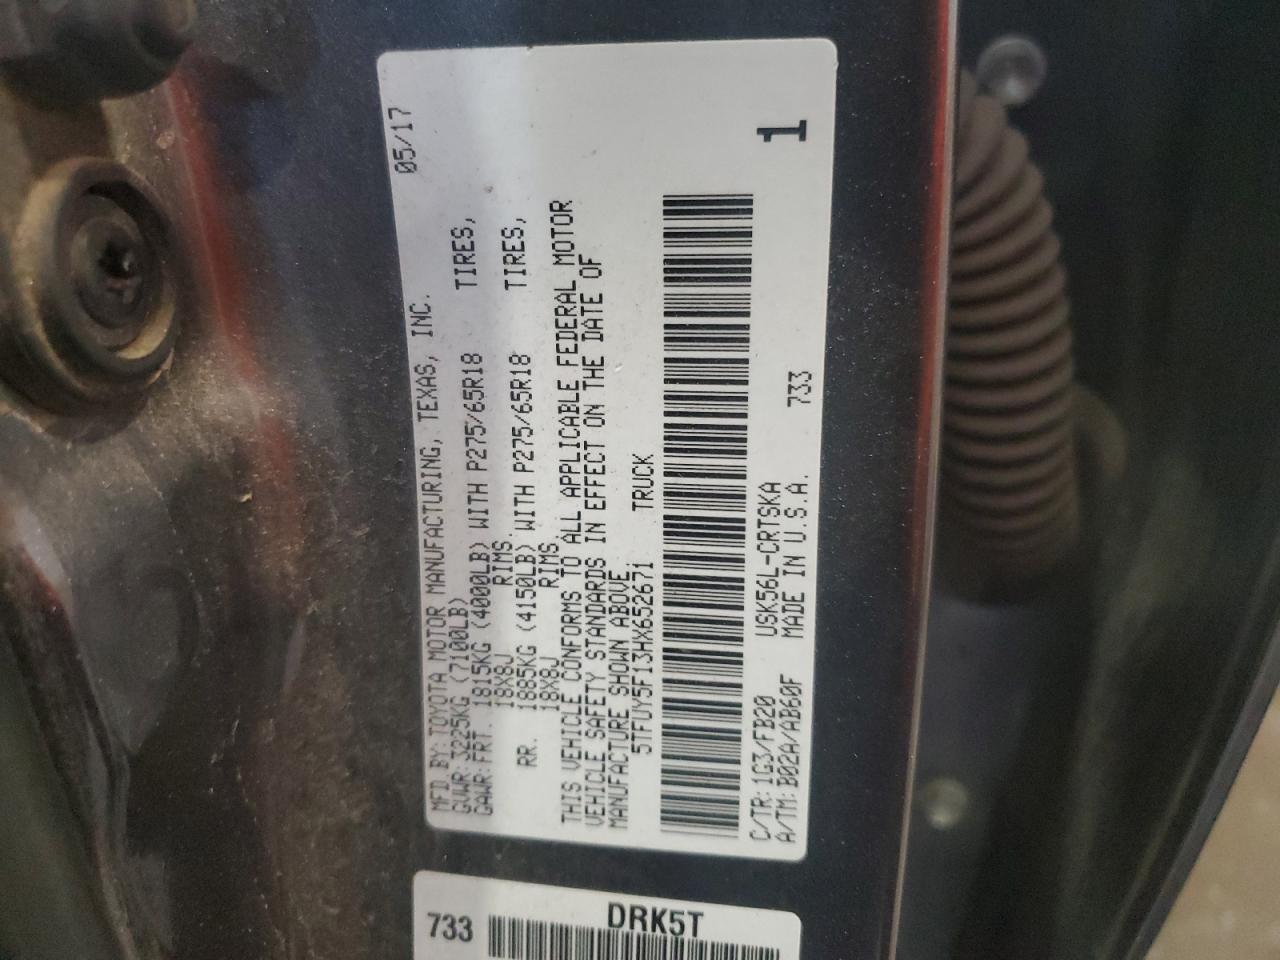 MFD BY: TOYOTA MOTOR MANUFACTURING, TEXAS, INC. 05/17
GVWR: 3225KG (7100LB)
GAWR: FRT. 1815KG (4000LB) WITH P275/65R18 TIRES,
18X8J RIMS,
RR. 1885KG (4150LB) WITH P275/65R18 TIRES,
18X8J RIMS,
THIS VEHICLE CONFORMS TO ALL APPLICABLE FEDERAL MOTOR
VEHICLE SAFETY STANDARDS IN EFFECT ON THE DATE OF
MANUFACTURE SHOWN ABOVE
5TFUY5F13HX652671 TRUCK
C/TR: 1G3/FB20 USK56L-CRTSKA
A/TM: B02A/AB60F MADE IN U.S.A. 733
1
DRK5T
733